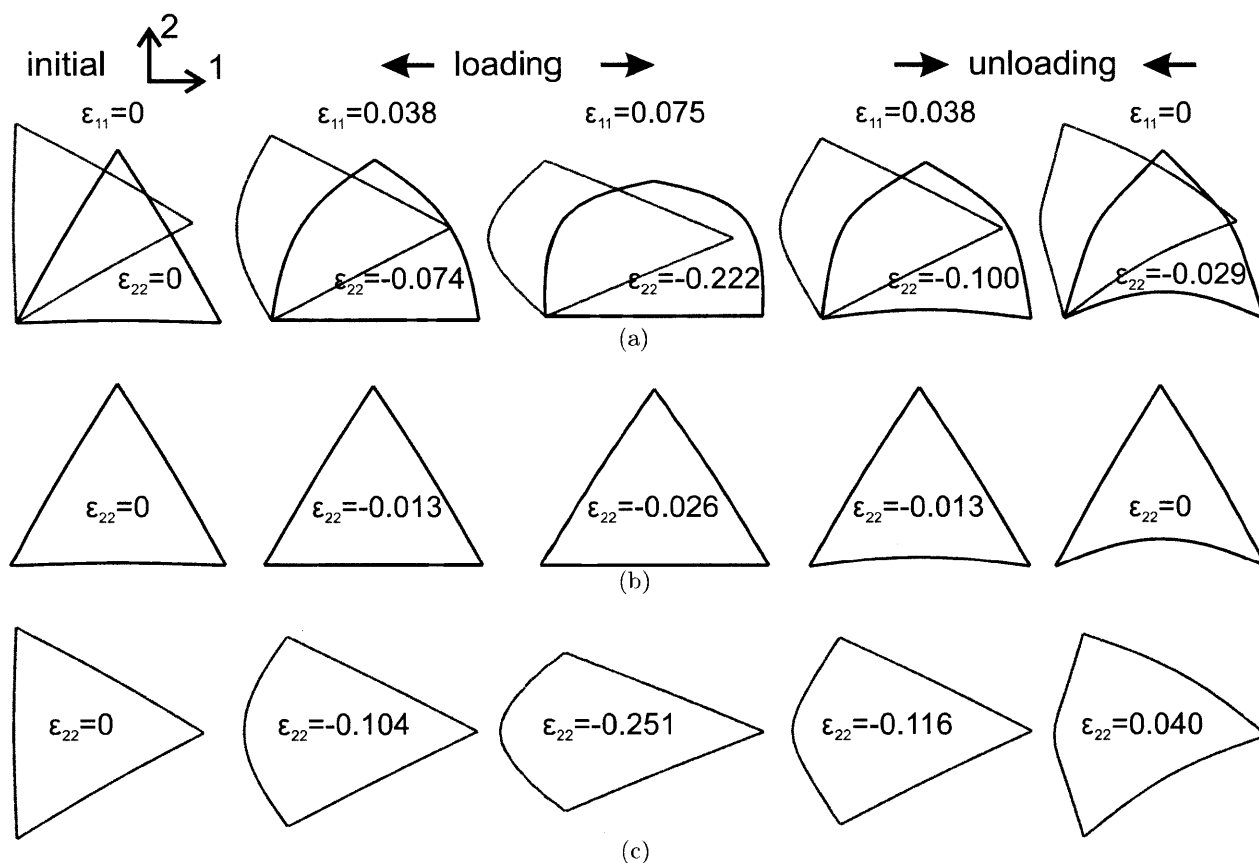 2
initial 1 loading unloading
ε₁₁=0 ε₁₁=0.038 ε₁₁=0.075 ε₁₁=0.038 ε₁₁=0
ε₂₂=0 ε₂₂=-0.074 ε₂₂=-0.222 ε₂₂=-0.100 ε₂₂=-0.029
(a)
ε₂₂=0 ε₂₂=-0.013 ε₂₂=-0.026 ε₂₂=-0.013 ε₂₂=0
(b)
ε₂₂=0 ε₂₂=-0.104 ε₂₂=-0.251 ε₂₂=-0.116 ε₂₂=0.040
(c)